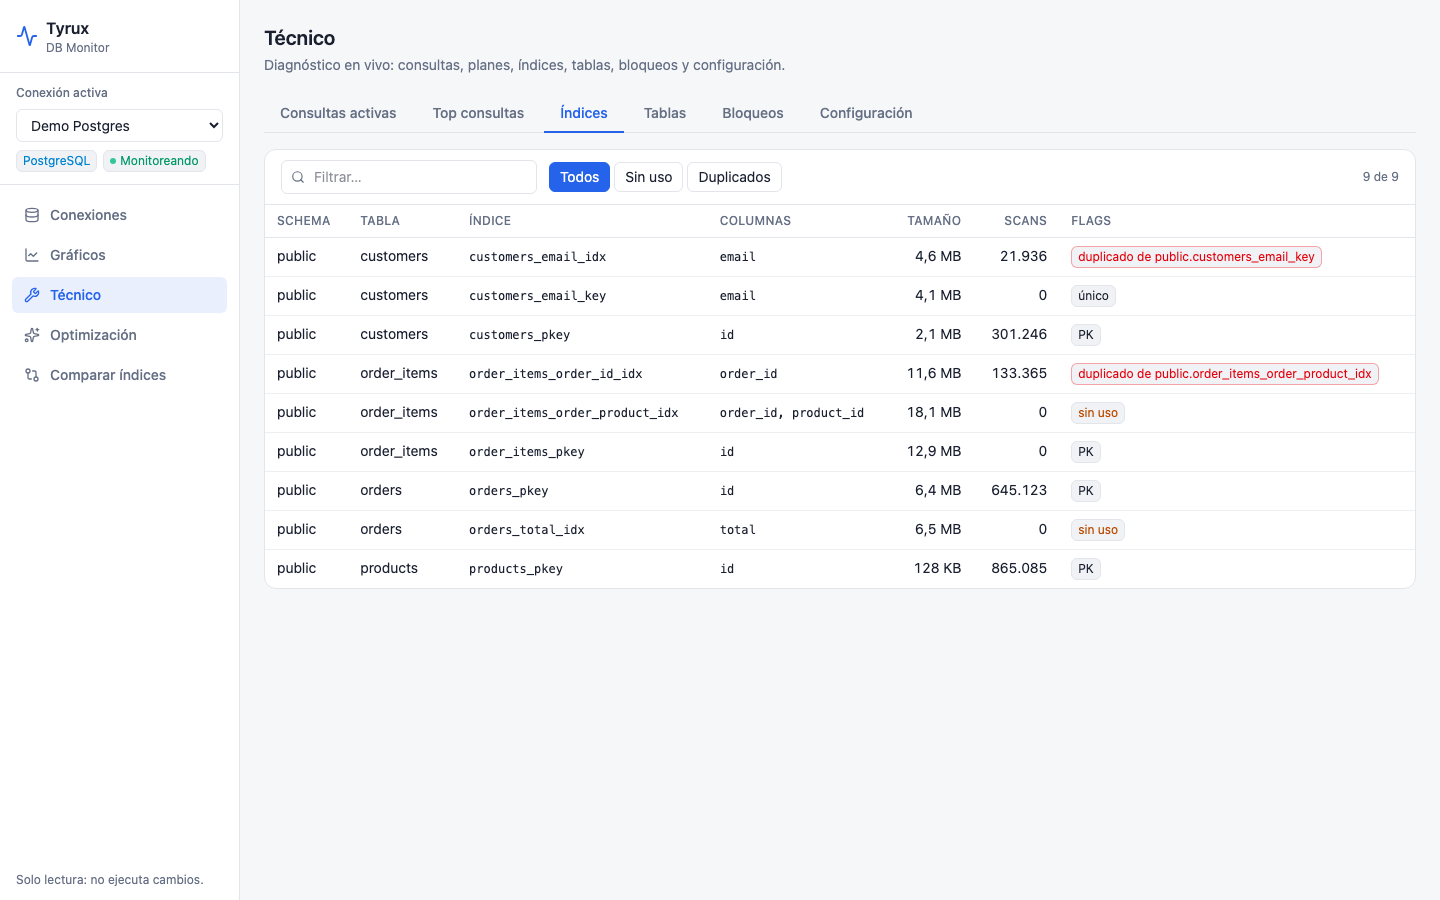 Tyrux
DB Monitor
Conexión activa
Demo Postgres
PostgreSQL Monitoreando
Conexiones
Gráficos
Técnico
Optimización
Comparar índices
Solo lectura: no ejecuta cambios.
Técnico
Diagnóstico en vivo: consultas, planes, índices, tablas, bloqueos y configuración.
Consultas activas Top consultas Índices Tablas Bloqueos Configuración
Filtrar... Todos Sin uso Duplicados 9 de 9
SCHEMA TABLA ÍNDICE COLUMNAS TAMAÑO SCANS FLAGS
public customers customers_email_idx email 4,6 MB 21.936 duplicado de public.customers_email_key
public customers customers_email_key email 4,1 MB 0 único
public customers customers_pkey id 2,1 MB 301.246 PK
public order_items order_items_order_id_idx order_id 11,6 MB 133.365 duplicado de public.order_items_order_product_idx
public order_items order_items_order_product_idx order_id, product_id 18,1 MB 0 sin uso
public order_items order_items_pkey id 12,9 MB 0 PK
public orders orders_pkey id 6,4 MB 645.123 PK
public orders orders_total_idx total 6,5 MB 0 sin uso
public products products_pkey id 128 KB 865.085 PK